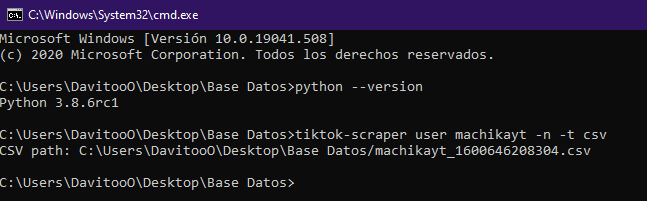 C:\Windows\System32\cmd.exe
Microsoft Windows [Versión 10.0.19041.508]
(c) 2020 Microsoft Corporation. Todos los derechos reservados.
C:\Users\DavitooO\Desktop\Base Datos>python --version
Python 3.8.6rc1
C:\Users\DavitooO\Desktop\Base Datos>tiktok-scraper user machikayt -n -t csv
CSV path: C:\Users\DavitooO\Desktop\Base Datos/machikayt_1600646208304.csv
C:\Users\DavitooO\Desktop\Base Datos>